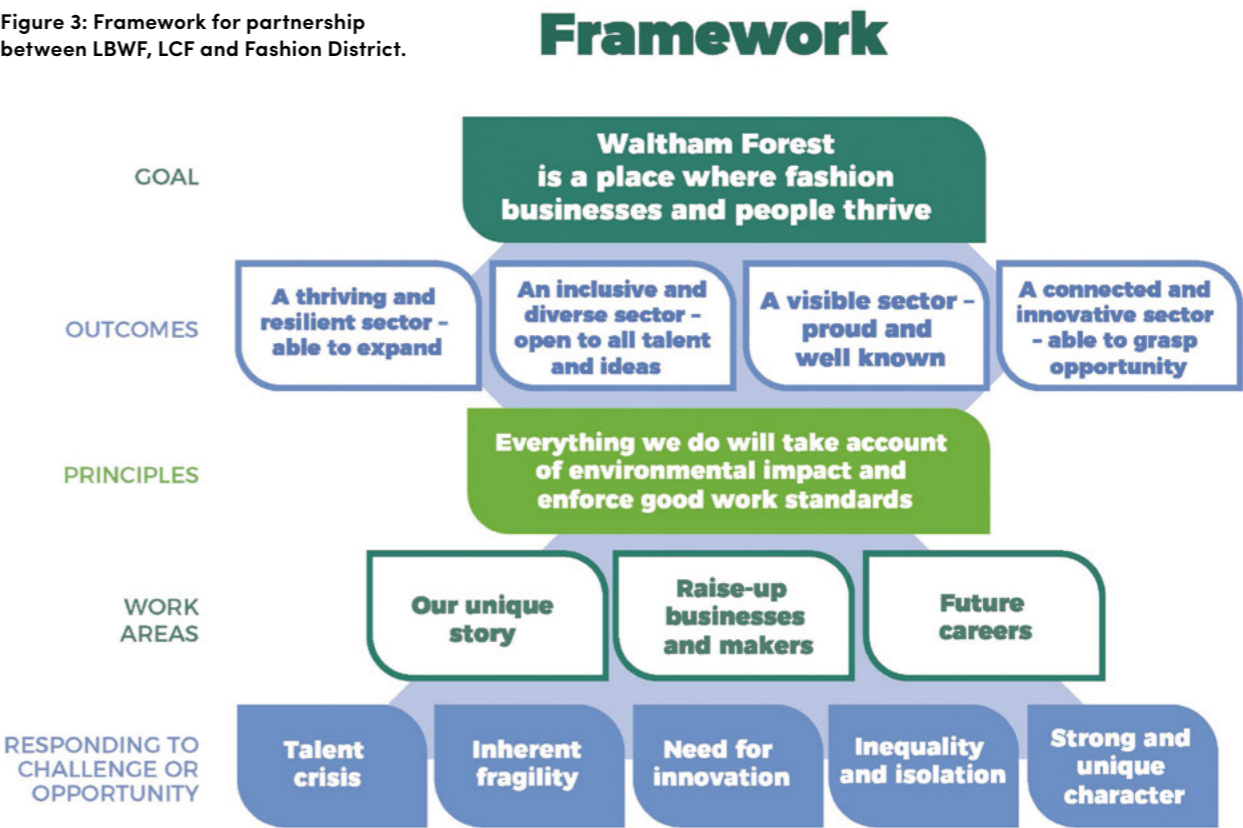 Figure 3: Framework for partnership
between LBWF, LCF and Fashion District.
Framework
GOAL
Waltham Forest
is a place where fashion
businesses and people thrive
OUTCOMES
A thriving and
resilient sector –
able to expand
An inclusive and
diverse sector –
open to all talent
and ideas
A visible sector –
proud and
well known
A connected and
innovative sector
– able to grasp
opportunity
PRINCIPLES
Everything we do will take account
of environmental impact and
enforce good work standards
WORK
AREAS
Our unique
story
Raise-up
businesses
and makers
Future
careers
RESPONDING TO
CHALLENGE OR
OPPORTUNITY
Talent
crisis
Inherent
fragility
Need for
innovation
Inequality
and isolation
Strong and
unique
character